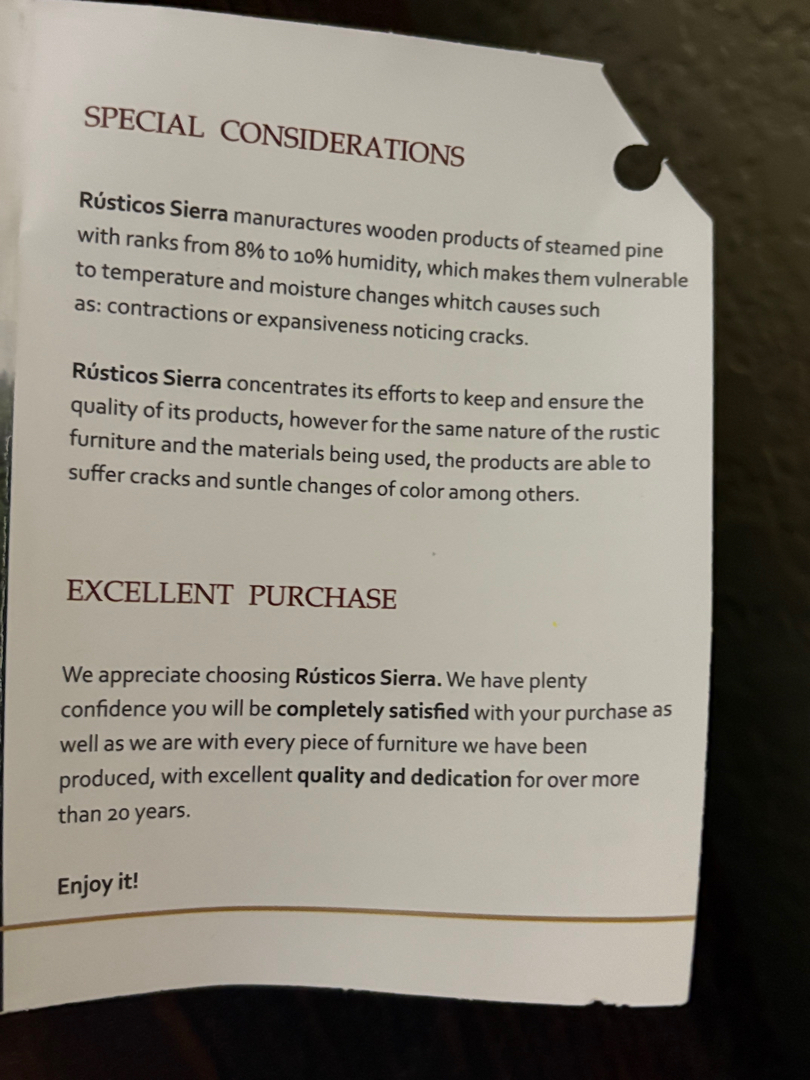 SPECIAL CONSIDERATIONS
Rústicos Sierra manuractures wooden products of steamed pine
with ranks from 8% to 10% humidity, which makes them vulnerable
to temperature and moisture changes whitch causes such
as: contractions or expansiveness noticing cracks.
Rústicos Sierra concentrates its efforts to keep and ensure the
quality of its products, however for the same nature of the rustic
furniture and the materials being used, the products are able to
suffer cracks and suntle changes of color among others.
EXCELLENT PURCHASE
We appreciate choosing Rústicos Sierra. We have plenty
confidence you will be completely satisfied with your purchase as
well as we are with every piece of furniture we have been
produced, with excellent quality and dedication for over more
than 20 years.
Enjoy it!